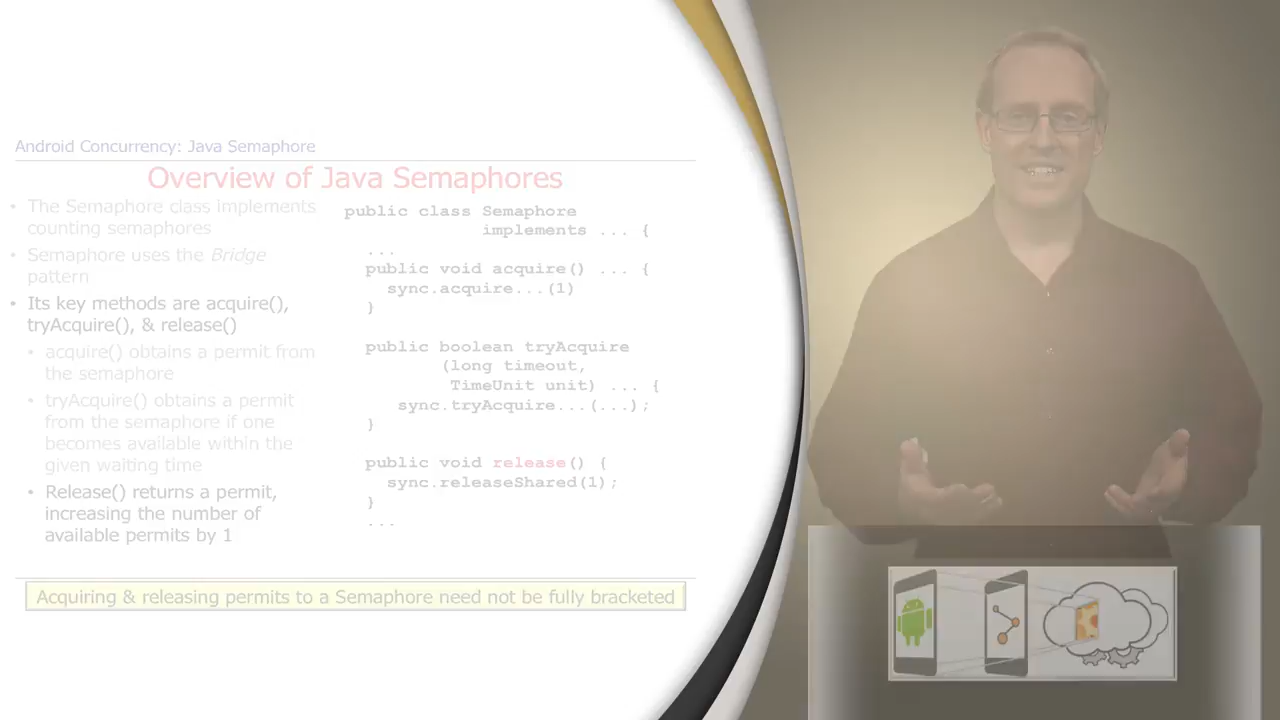 Android Concurrency: Java Semaphore
Overview of Java Semaphores
• The Semaphore class implements
counting semaphores
• Semaphore uses the Bridge
pattern
• Its key methods are acquire(),
tryAcquire(), & release()
• acquire() obtains a permit from
the semaphore
• tryAcquire() obtains a permit
from the semaphore if one
becomes available within the
given waiting time
• Release() returns a permit,
increasing the number of
available permits by 1
public class Semaphore
implements ... {
...
public void acquire() ... {
sync.acquire...(1)
}
public boolean tryAcquire
(long timeout,
TimeUnit unit) ... {
sync.tryAcquire...(...);
}
public void release() {
sync.releaseShared(1);
}
...
Acquiring & releasing permits to a Semaphore need not be fully bracketed